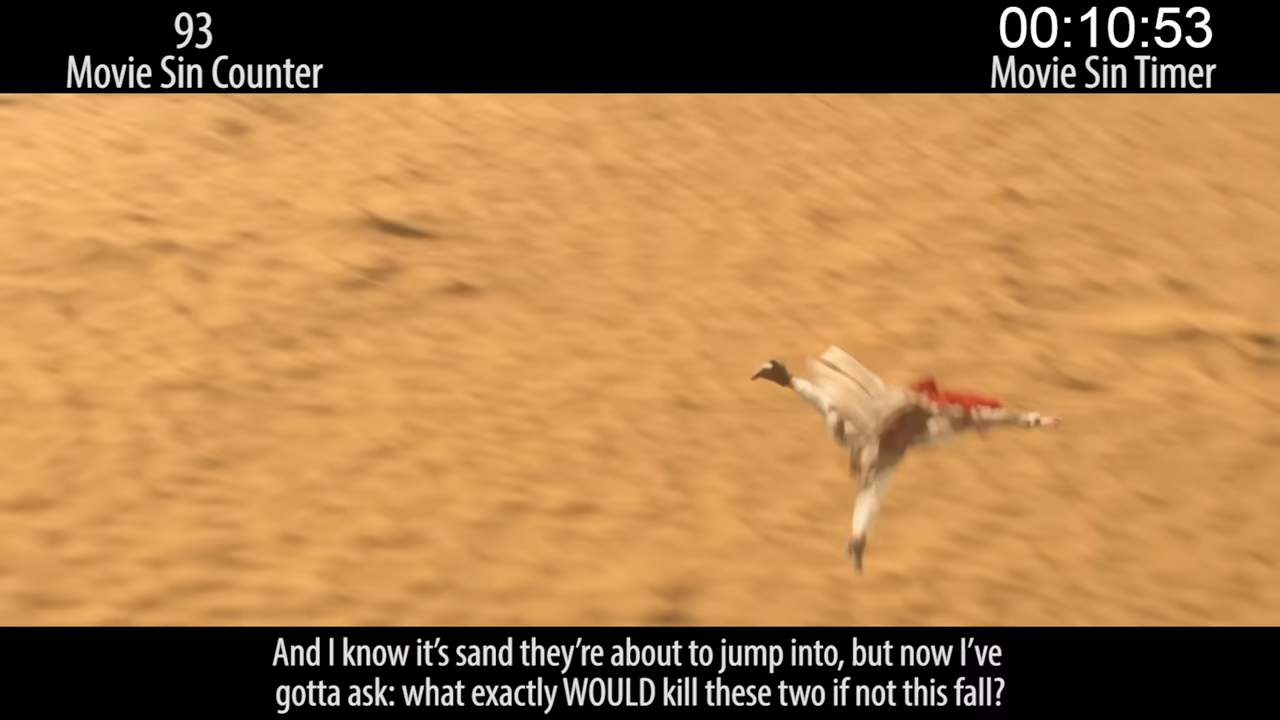 93
Movie Sin Counter
00:10:53
Movie Sin Timer
And I know it's sand they're about to jump into, but now I've
gotta ask: what exactly WOULD kill these two if not this fall?